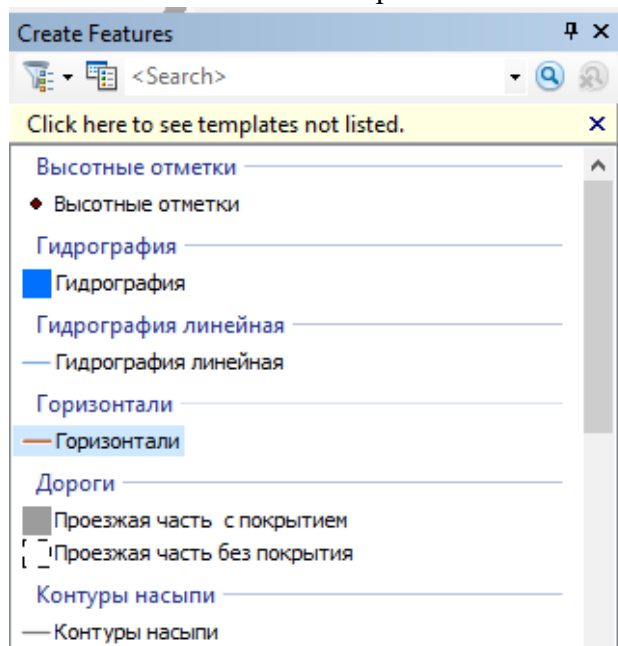 Create Features
<Search>
Click here to see templates not listed.
Высотные отметки
Высотные отметки
Гидрография
Гидрография
Гидрография линейная
Гидрография линейная
Горизонтали
Горизонтали
Дороги
Проезжая часть с покрытием
Проезжая часть без покрытия
Контуры насыпи
Контуры насыпи